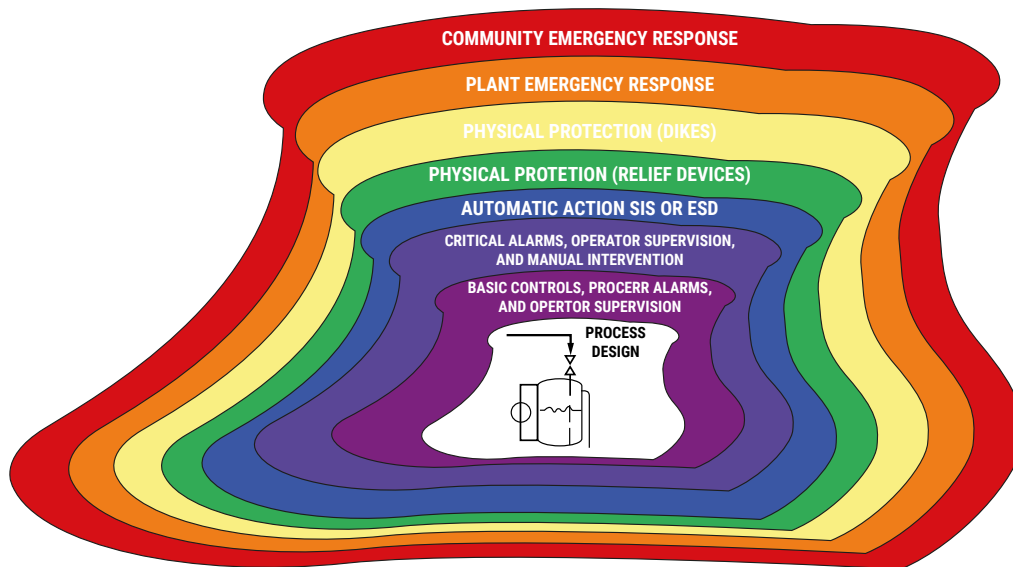 COMMUNITY EMERGENCY RESPONSE
PLANT EMERGENCY RESPONSE
PHYSICAL PROTECTION (DIKES)
PHYSICAL PROTETION (RELIEF DEVICES)
AUTOMATIC ACTION SIS OR ESD
CRITICAL ALARMS, OPERATOR SUPERVISION,
AND MANUAL INTERVENTION
BASIC CONTROLS, PROCERR ALARMS,
AND OPERTOR SUPERVISION
PROCESS
DESIGN